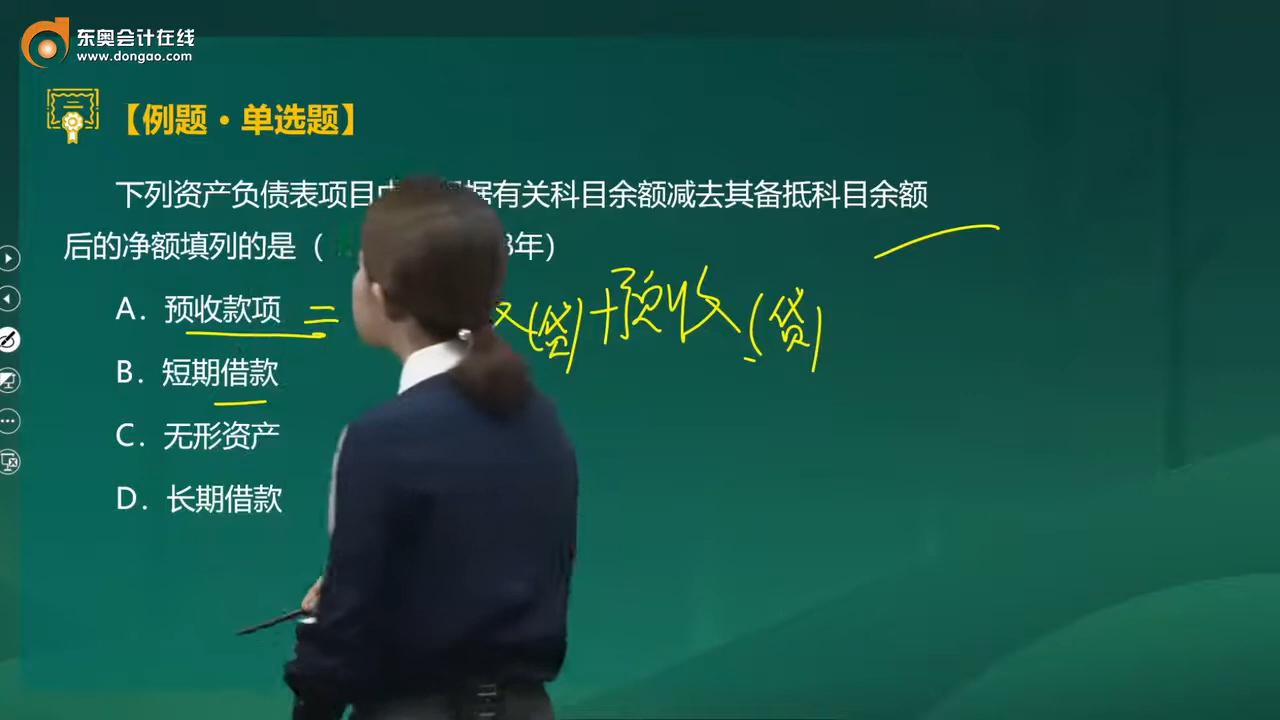 东奥会计在线
www.dongao.com
【例题·单选题】
下列资产负债表项目 据有关科目余额减去其备抵科目余额
后的净额填列的是( 3年)
A. 预收款项 = (贷)+预收(贷)
B. 短期借款
C. 无形资产
D. 长期借款